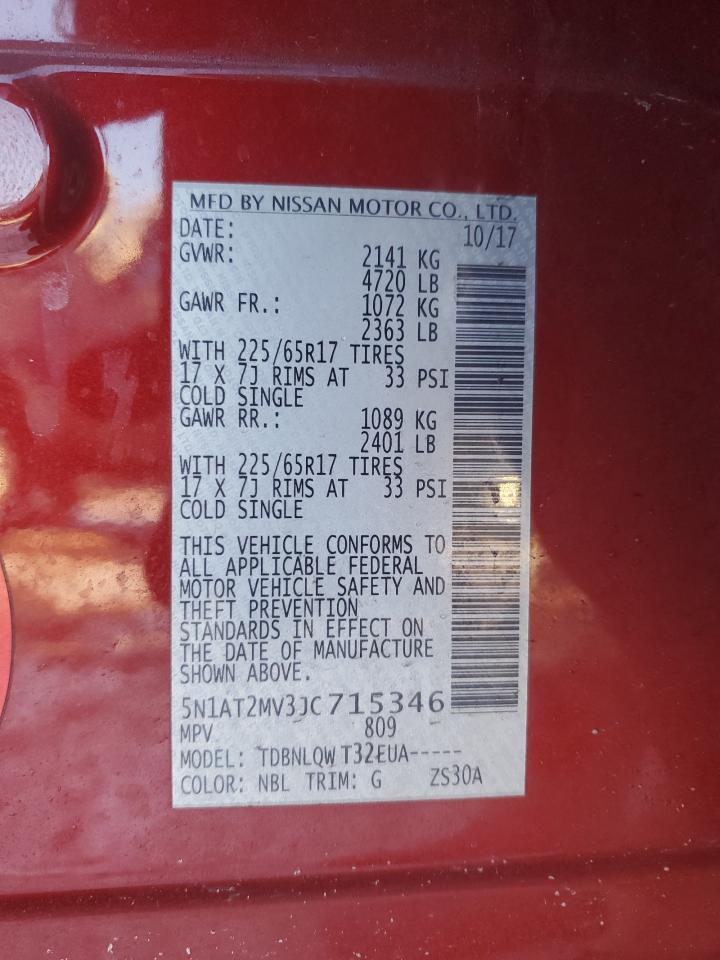 MFD BY NISSAN MOTOR CO., LTD.
DATE: 10/17
GVWR: 2141 KG
4720 LB
GAWR FR.: 1072 KG
2363 LB
WITH 225/65R17 TIRES
17 X 7J RIMS AT 33 PSI
COLD SINGLE
GAWR RR.: 1089 KG
2401 LB
WITH 225/65R17 TIRES
17 X 7J RIMS AT 33 PSI
COLD SINGLE
THIS VEHICLE CONFORMS TO
ALL APPLICABLE FEDERAL
MOTOR VEHICLE SAFETY AND
THEFT PREVENTION
STANDARDS IN EFFECT ON
THE DATE OF MANUFACTURE
SHOWN ABOVE.
5N1AT2MV3JC715346
MPV 809
MODEL: TDBNLQWT32EUA-----
COLOR: NBL TRIM: G ZS30A